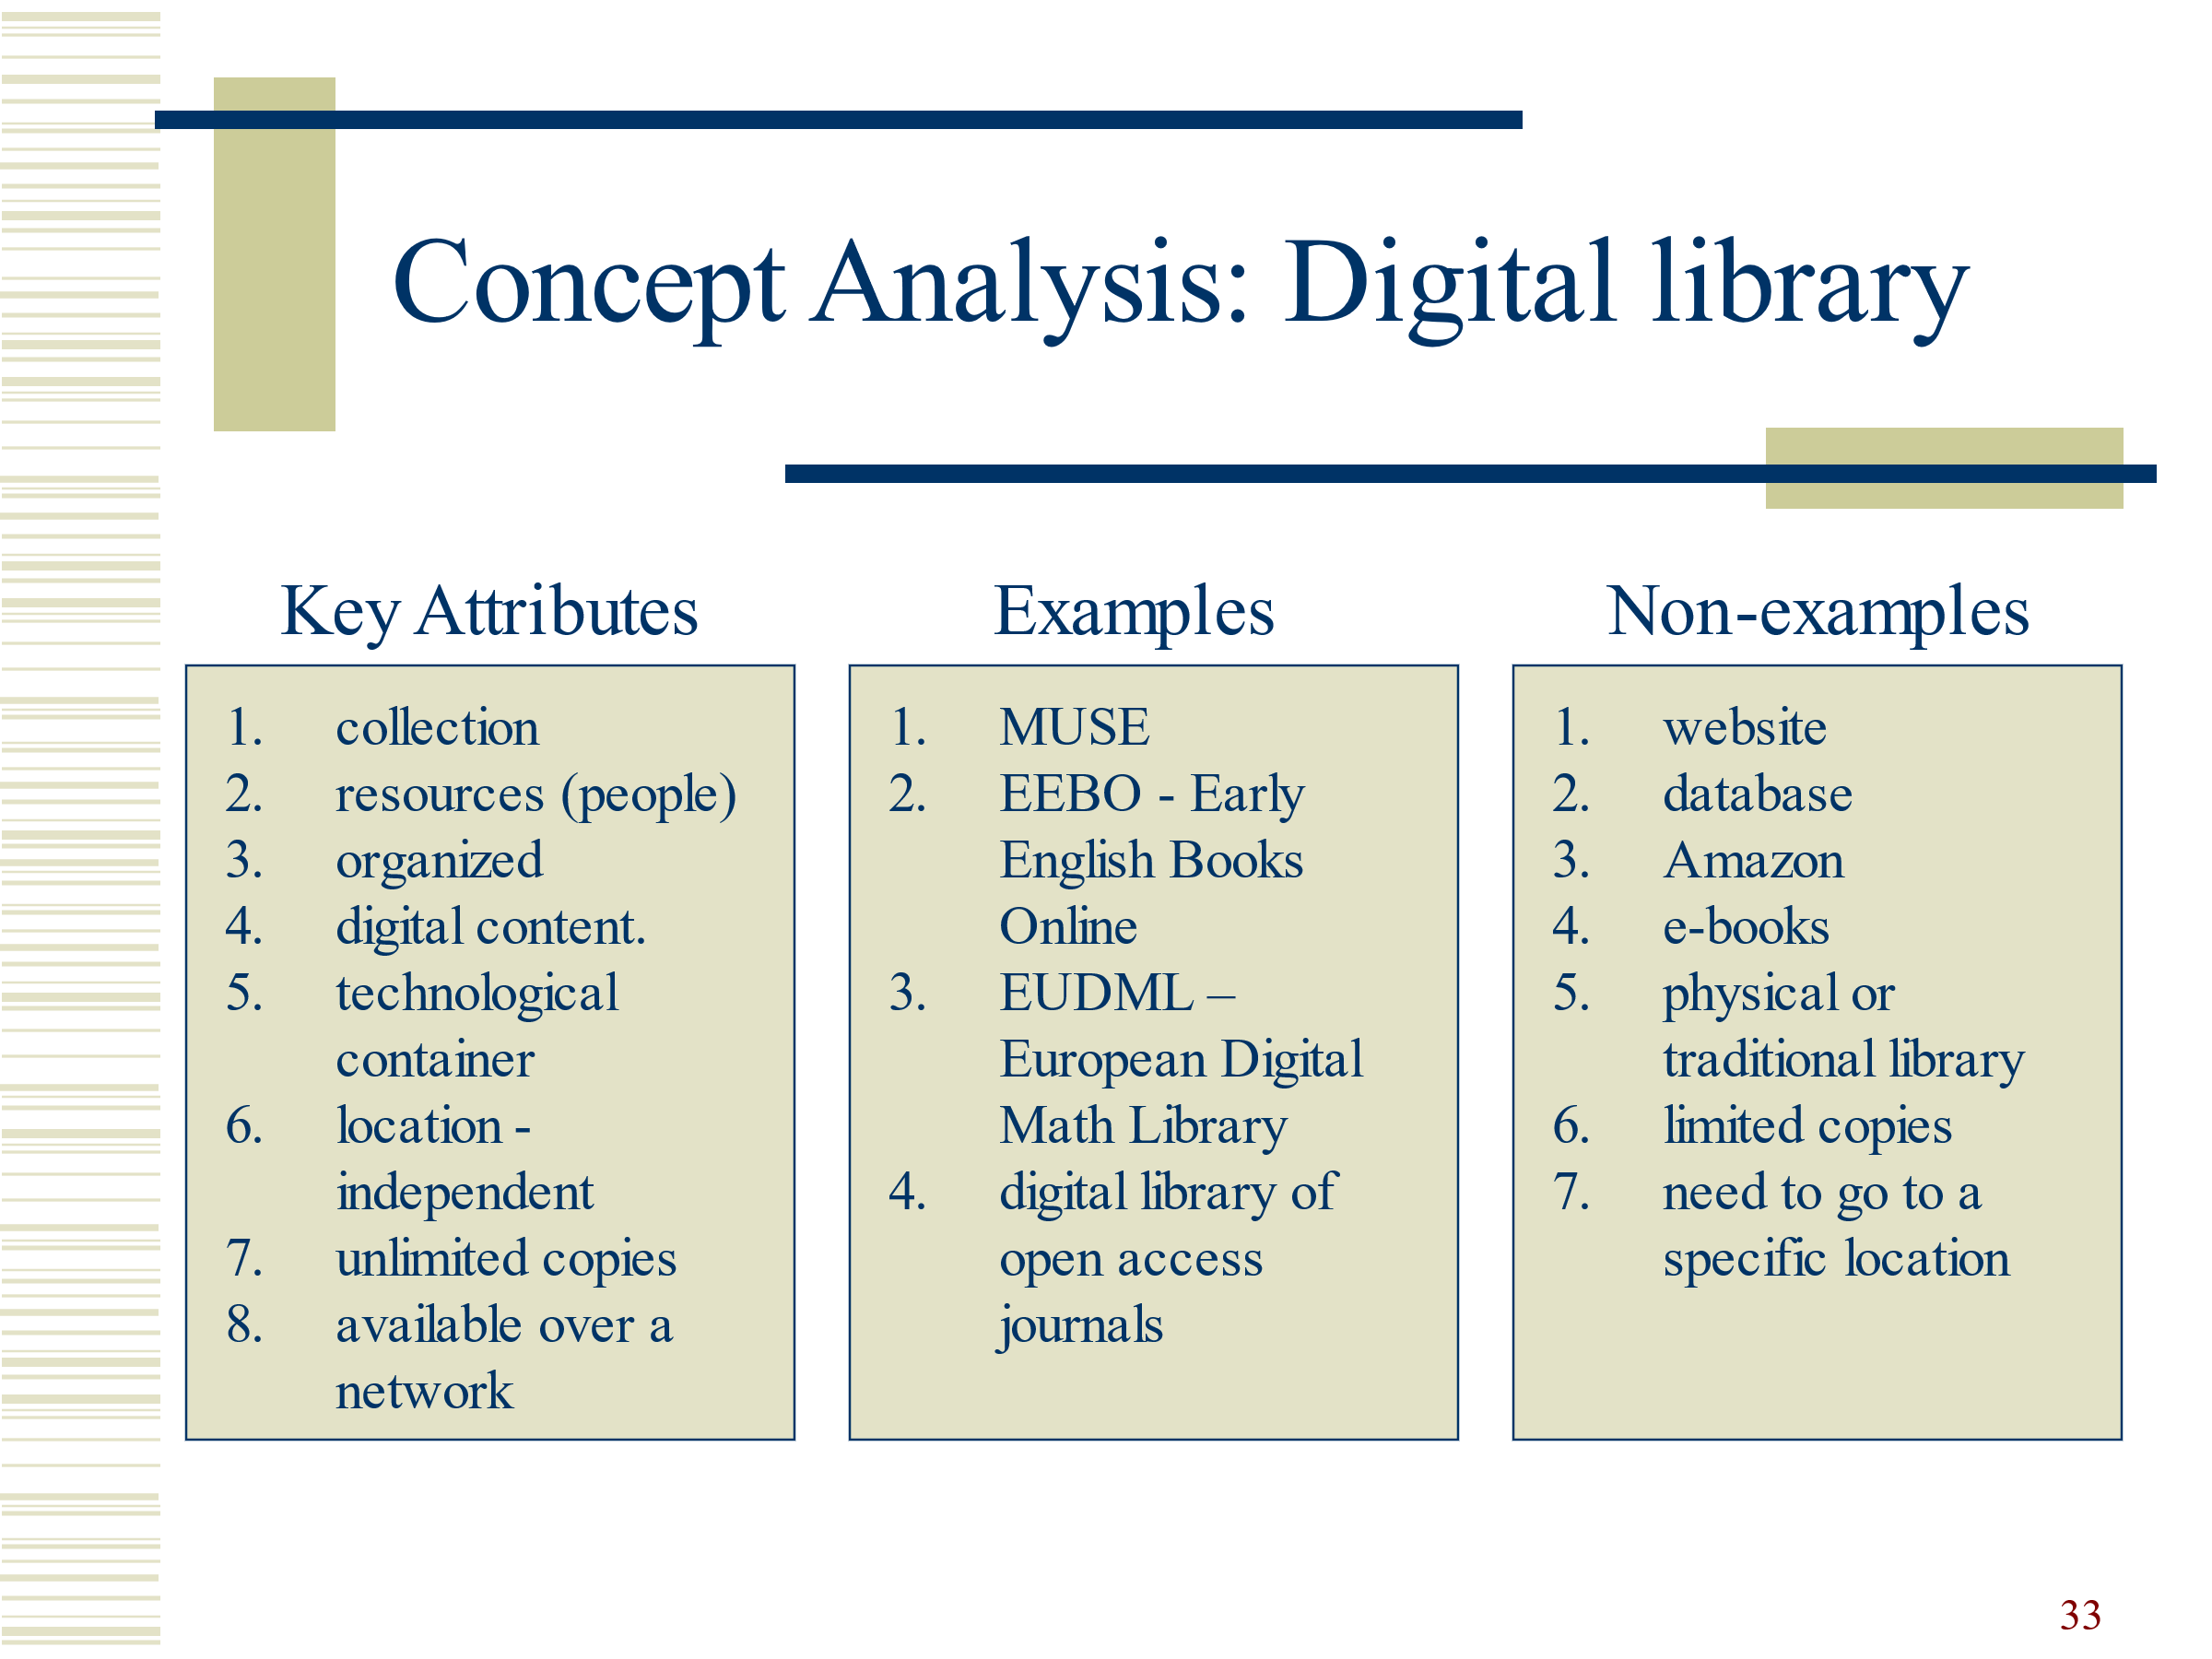 Concept Analysis: Digital library
Key Attributes
1. collection
2. resources (people)
3. organized
4. digital content.
5. technological
container
6. location -
independent
7. unlimited copies
8. available over a
network
Examples
1. MUSE
2. EEBO - Early
English Books
Online
3. EUDML –
European Digital
Math Library
4. digital library of
open access
journals
Non-examples
1. website
2. database
3. Amazon
4. e-books
5. physical or
traditional library
6. limited copies
7. need to go to a
specific location
33